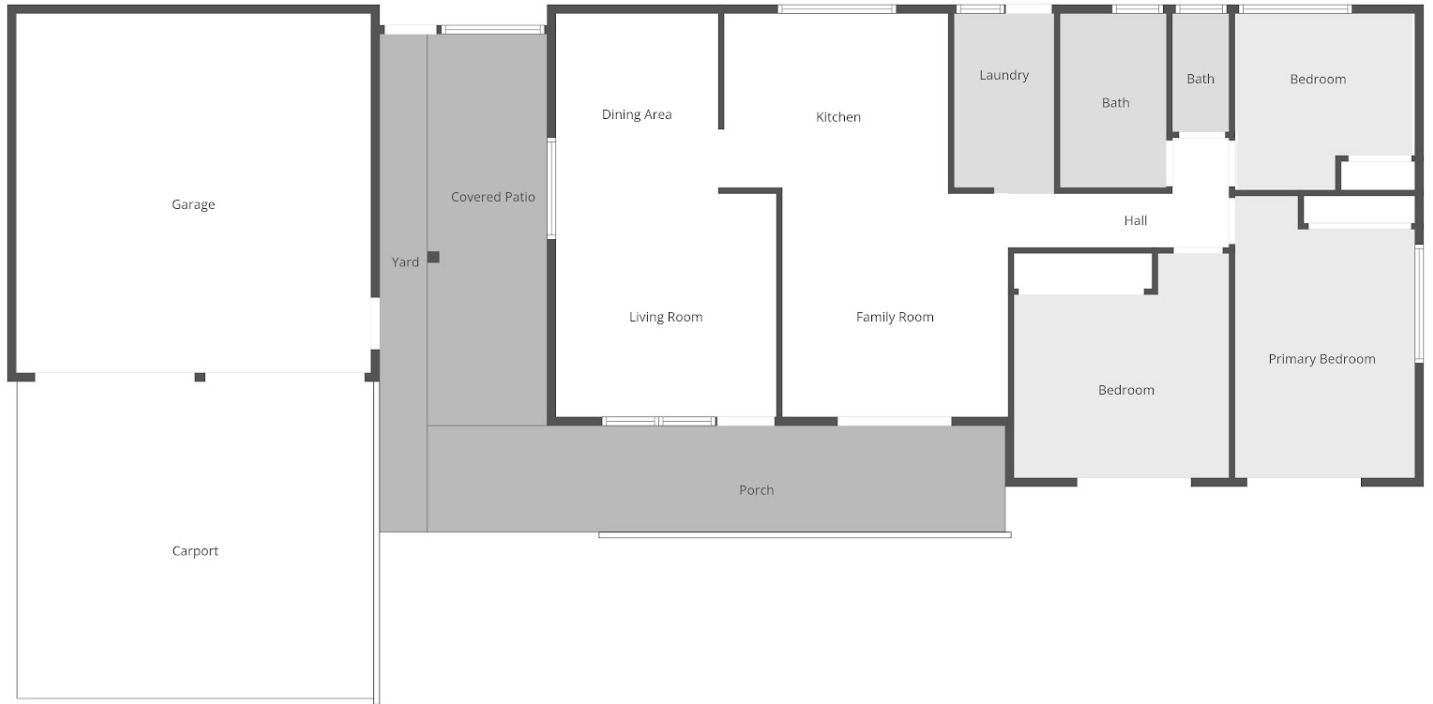 Laundry
Bath
Bedroom
Bath
Dining Area
Kitchen
Covered Patio
Garage
Hall
Yard
Living Room
Family Room
Primary Bedroom
Bedroom
Porch
Carport